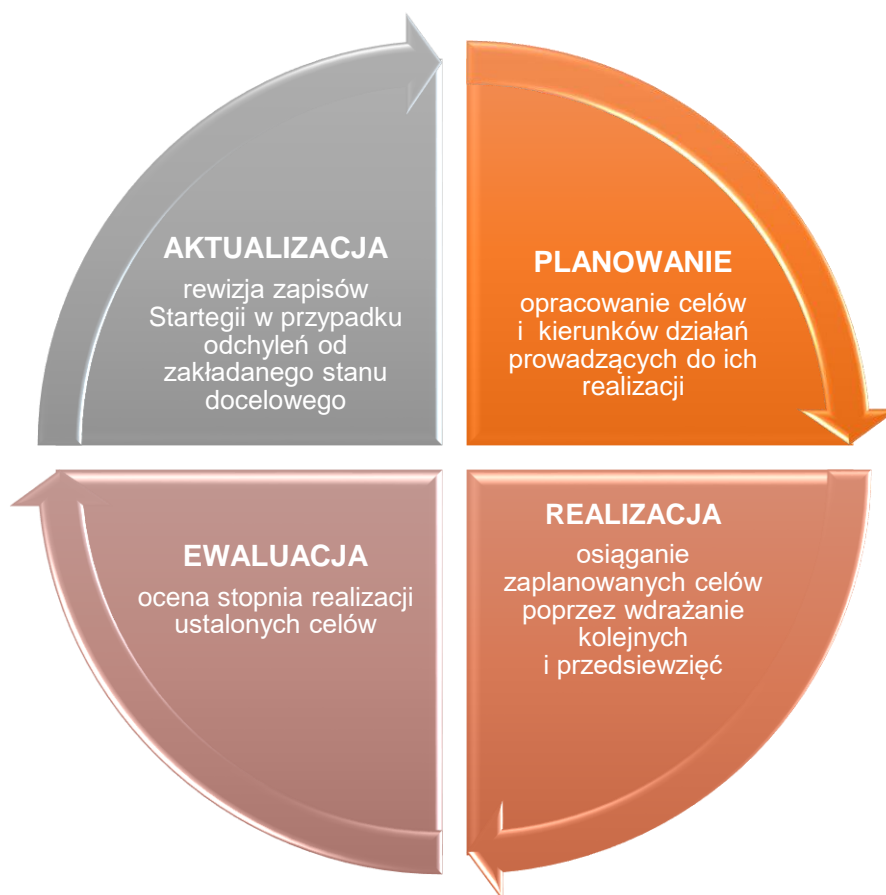 AKTUALIZACJA
rewizja zapisów
Startegii w przypadku
odchyleń od
zakładanego stanu
docelowego
PLANOWANIE
opracowanie celów
i kierunków działań
prowadzących do ich
realizacji
EWALUACJA
ocena stopnia realizacji
ustalonych celów
REALIZACJA
osiąganie
zaplanowanych celów
poprzez wdrażanie
kolejnych
i przedsiewzięć